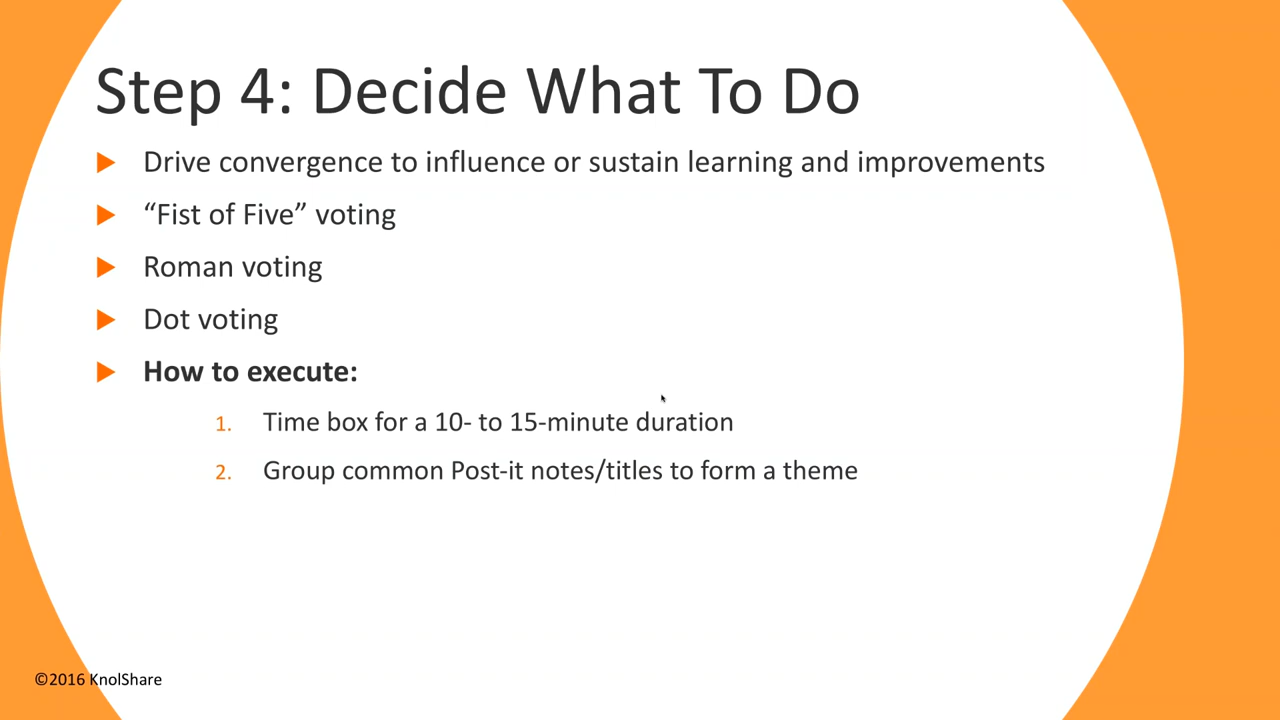 Step 4: Decide What To Do
Drive convergence to influence or sustain learning and improvements
“Fist of Five” voting
Roman voting
Dot voting
How to execute:
1. Time box for a 10- to 15-minute duration
2. Group common Post-it notes/titles to form a theme
©2016 KnolShare